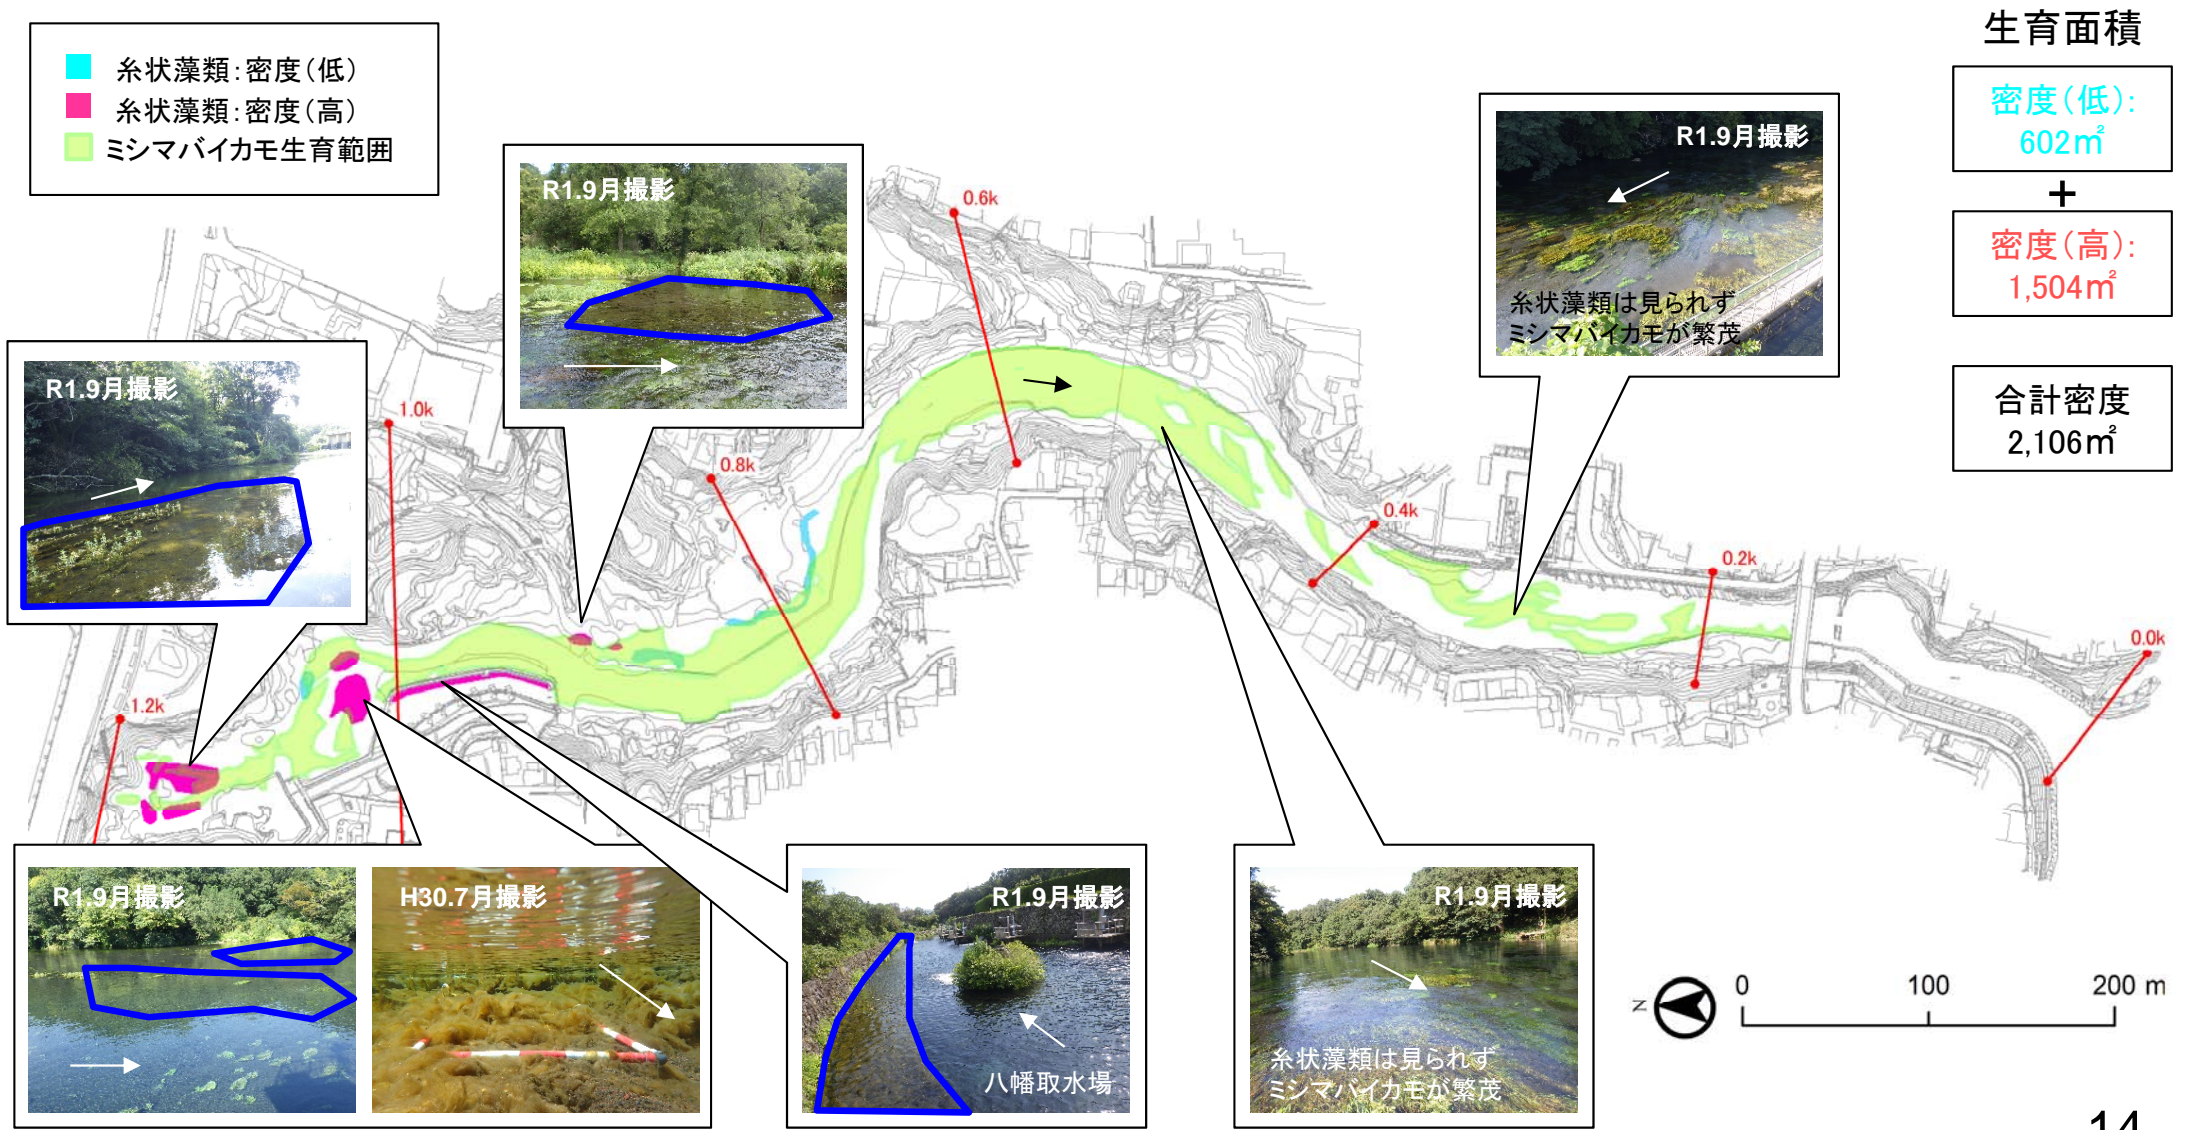 生育面積
糸状藻類：密度（低）
糸状藻類：密度（高）
ミシマバイカモ生育範囲
密度（低）：
602㎡
+
密度（高）：
1,504㎡
合計密度
2,106㎡
R1.9月撮影
R1.9月撮影
糸状藻類は見られず
ミシマバイカモが繁茂
R1.9月撮影
0.6k
1.0k
0.8k
0.4k
0.2k
0.0k
1.2k
R1.9月撮影
H30.7月撮影
R1.9月撮影
八幡取水場
R1.9月撮影
糸状藻類は見られず
ミシマバイカモが繁茂
N
0 100 200 m
14